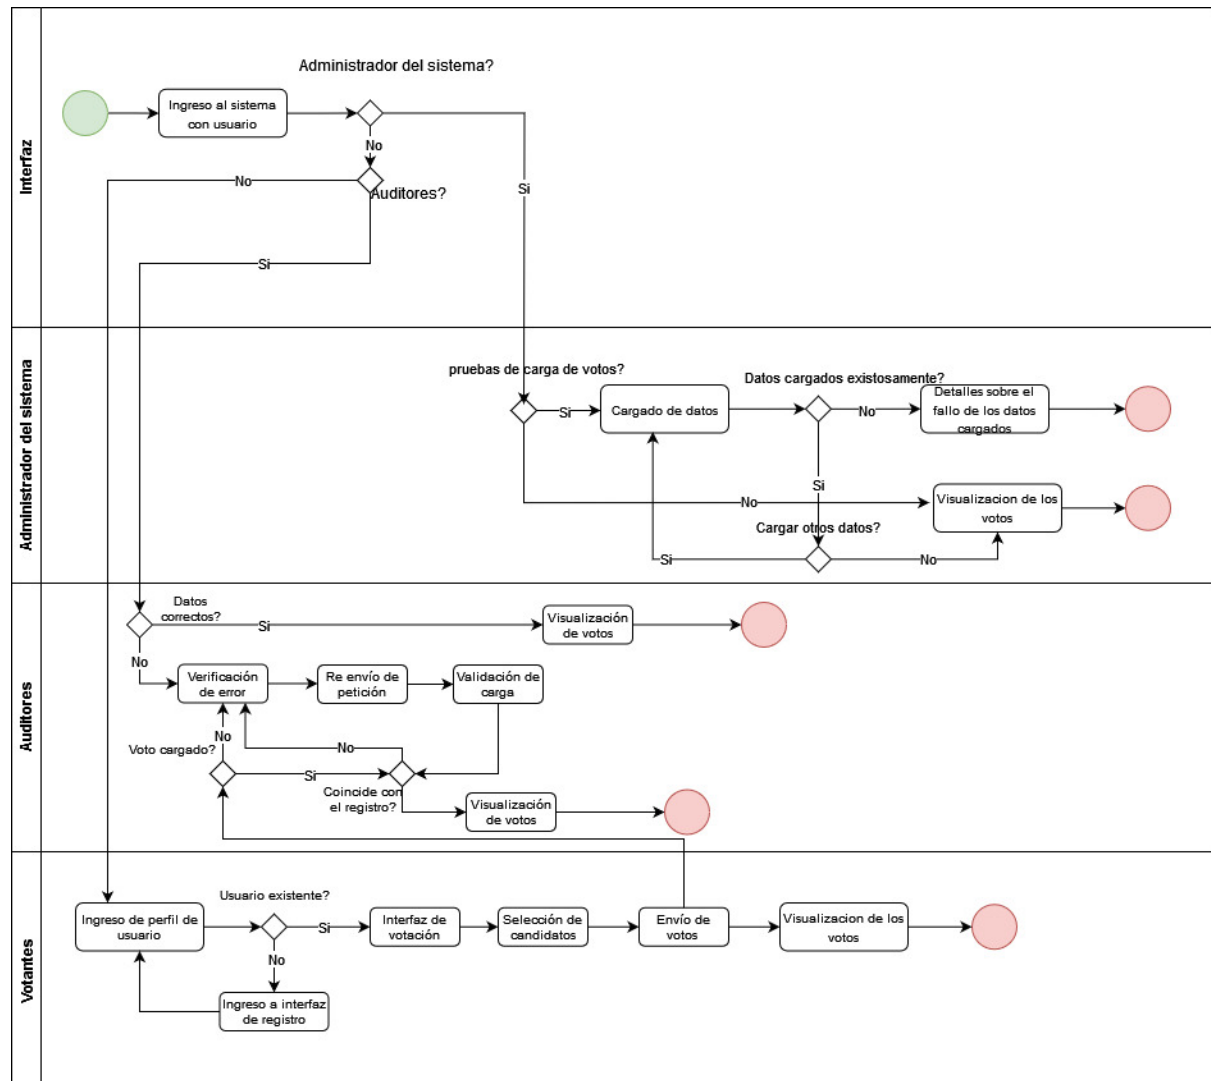 Interfaz
Administrador del sistema?
Ingreso al sistema
con usuario
No
No
Auditores?
Si
Si
Administrador del sistema
pruebas de carga de votos?
Si
Cargado de datos
Datos cargados existosamente?
No
Detalles sobre el
fallo de los datos
cargados
Si
No
Visualizacion de los
votos
Cargar otros datos?
Si
No
Auditores
Datos
correctos?
Si
Visualización
de votos
No
Verificación
de error
Re envío de
petición
Validación de
carga
No
Voto cargado?
No
Si
Coincide con
el registro?
Visualización
de votos
Votantes
Usuario existente?
Ingreso de perfil de
usuario
Si
Interfaz de
votación
Selección de
candidatos
Envío de
votos
Visualizacion de los
votos
No
Ingreso a interfaz
de registro